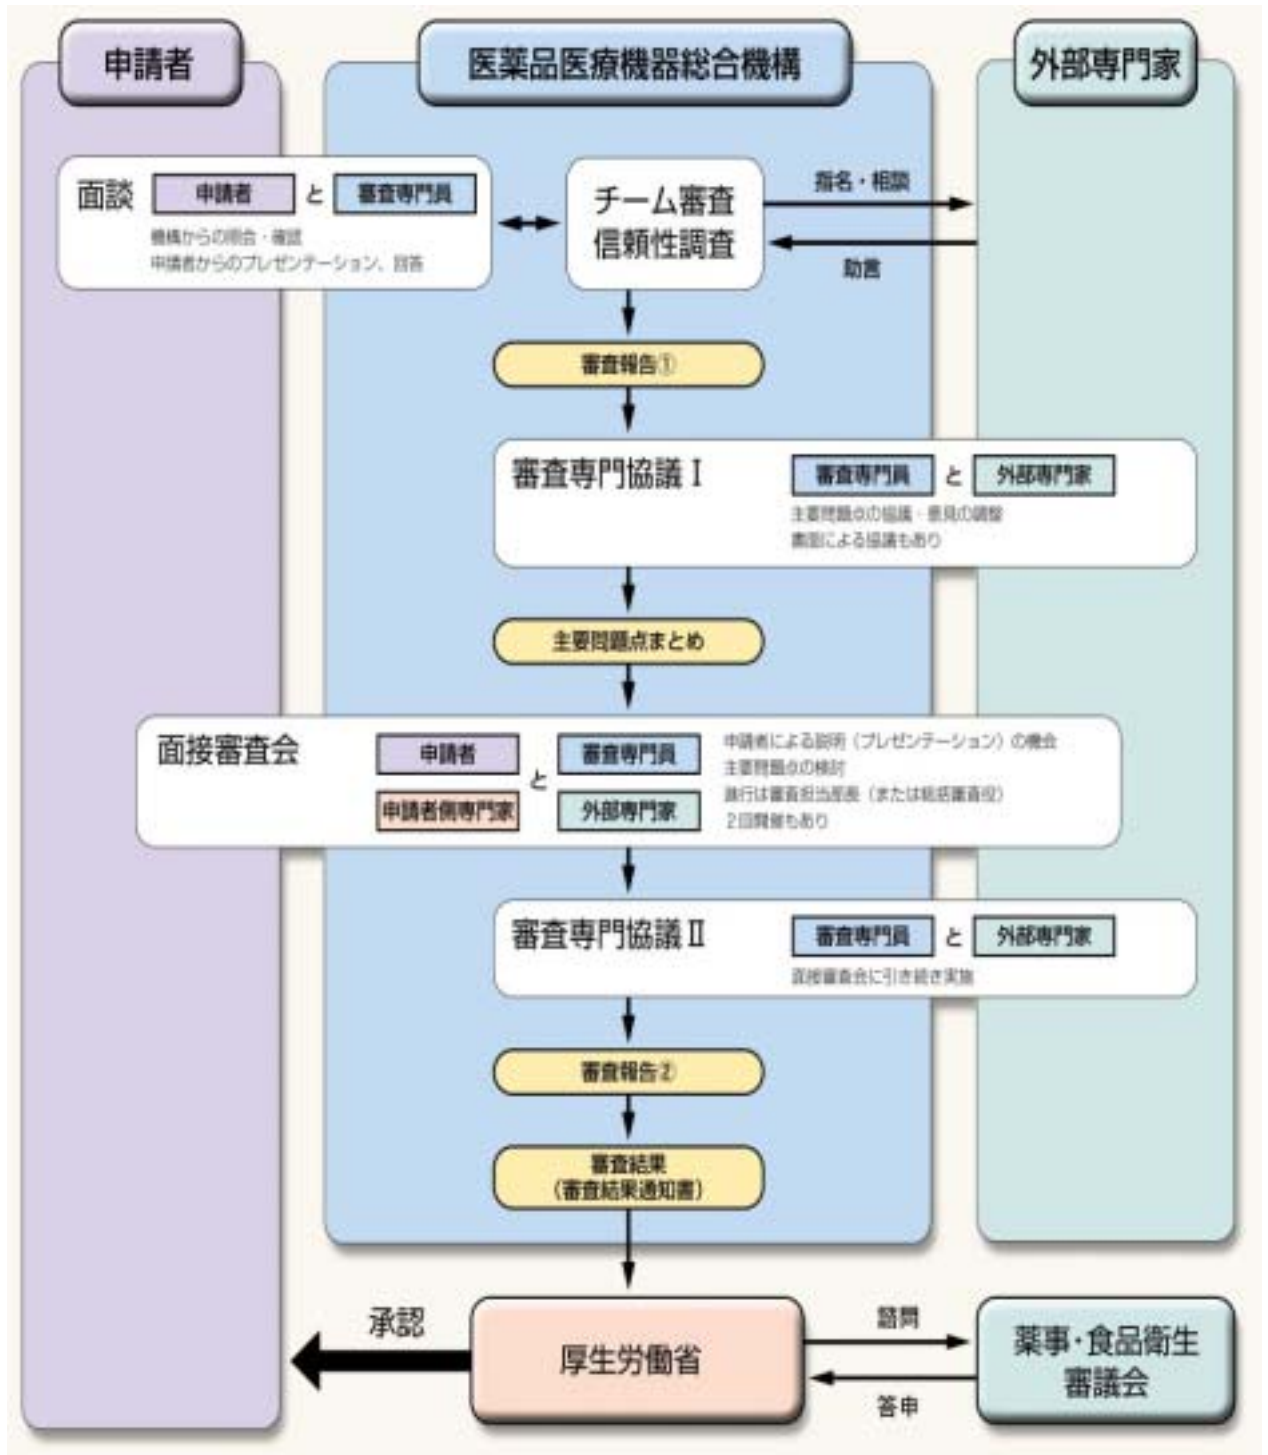 申請者
医薬品医療機器総合機構
外部専門家
面談 申請者 と 審査専門員
機構からの照会・確認
申請者からのプレゼンテーション、回答
チーム審査
信頼性調査
指名・相談
助言
審査報告①
審査専門協議Ⅰ
審査専門員 と 外部専門家
主要問題点の協議・意見の調整
書面による協議もあり
主要問題点まとめ
面接審査会
申請者
申請者側専門家
と
審査専門員
外部専門家
申請者による説明(プレゼンテーション)の機会
主要問題点の検討
進行は審査担当部長(または総括審査役)
2回開催もあり
審査専門協議Ⅱ
審査専門員 と 外部専門家
面接審査会に引き続き実施
審査報告②
審査結果
(審査結果通知書)
承認
厚生労働省
諮問
答申
薬事・食品衛生
審議会